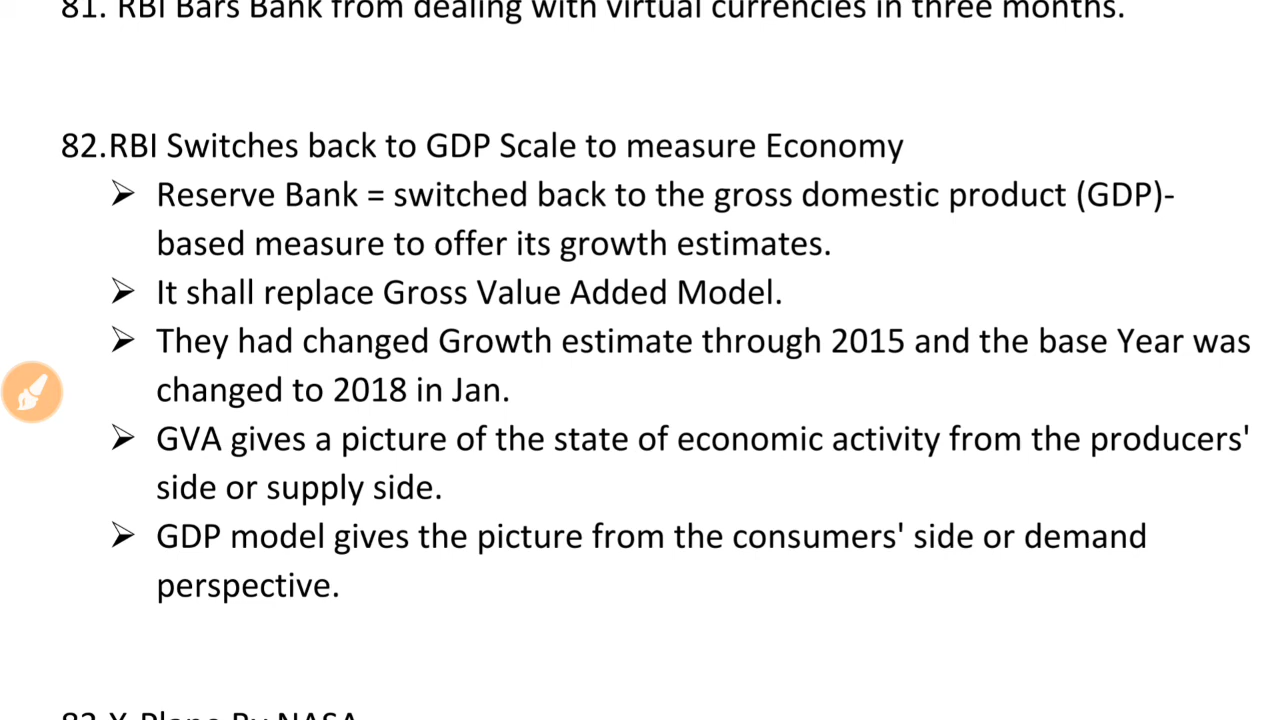 81. RBI Bars Bank from dealing with virtual currencies in three months.
82.RBI Switches back to GDP Scale to measure Economy
➢ Reserve Bank = switched back to the gross domestic product (GDP)-
based measure to offer its growth estimates.
➢ It shall replace Gross Value Added Model.
➢ They had changed Growth estimate through 2015 and the base Year was
changed to 2018 in Jan.
➢ GVA gives a picture of the state of economic activity from the producers'
side or supply side.
➢ GDP model gives the picture from the consumers' side or demand
perspective.
83.X-Plane By NASA